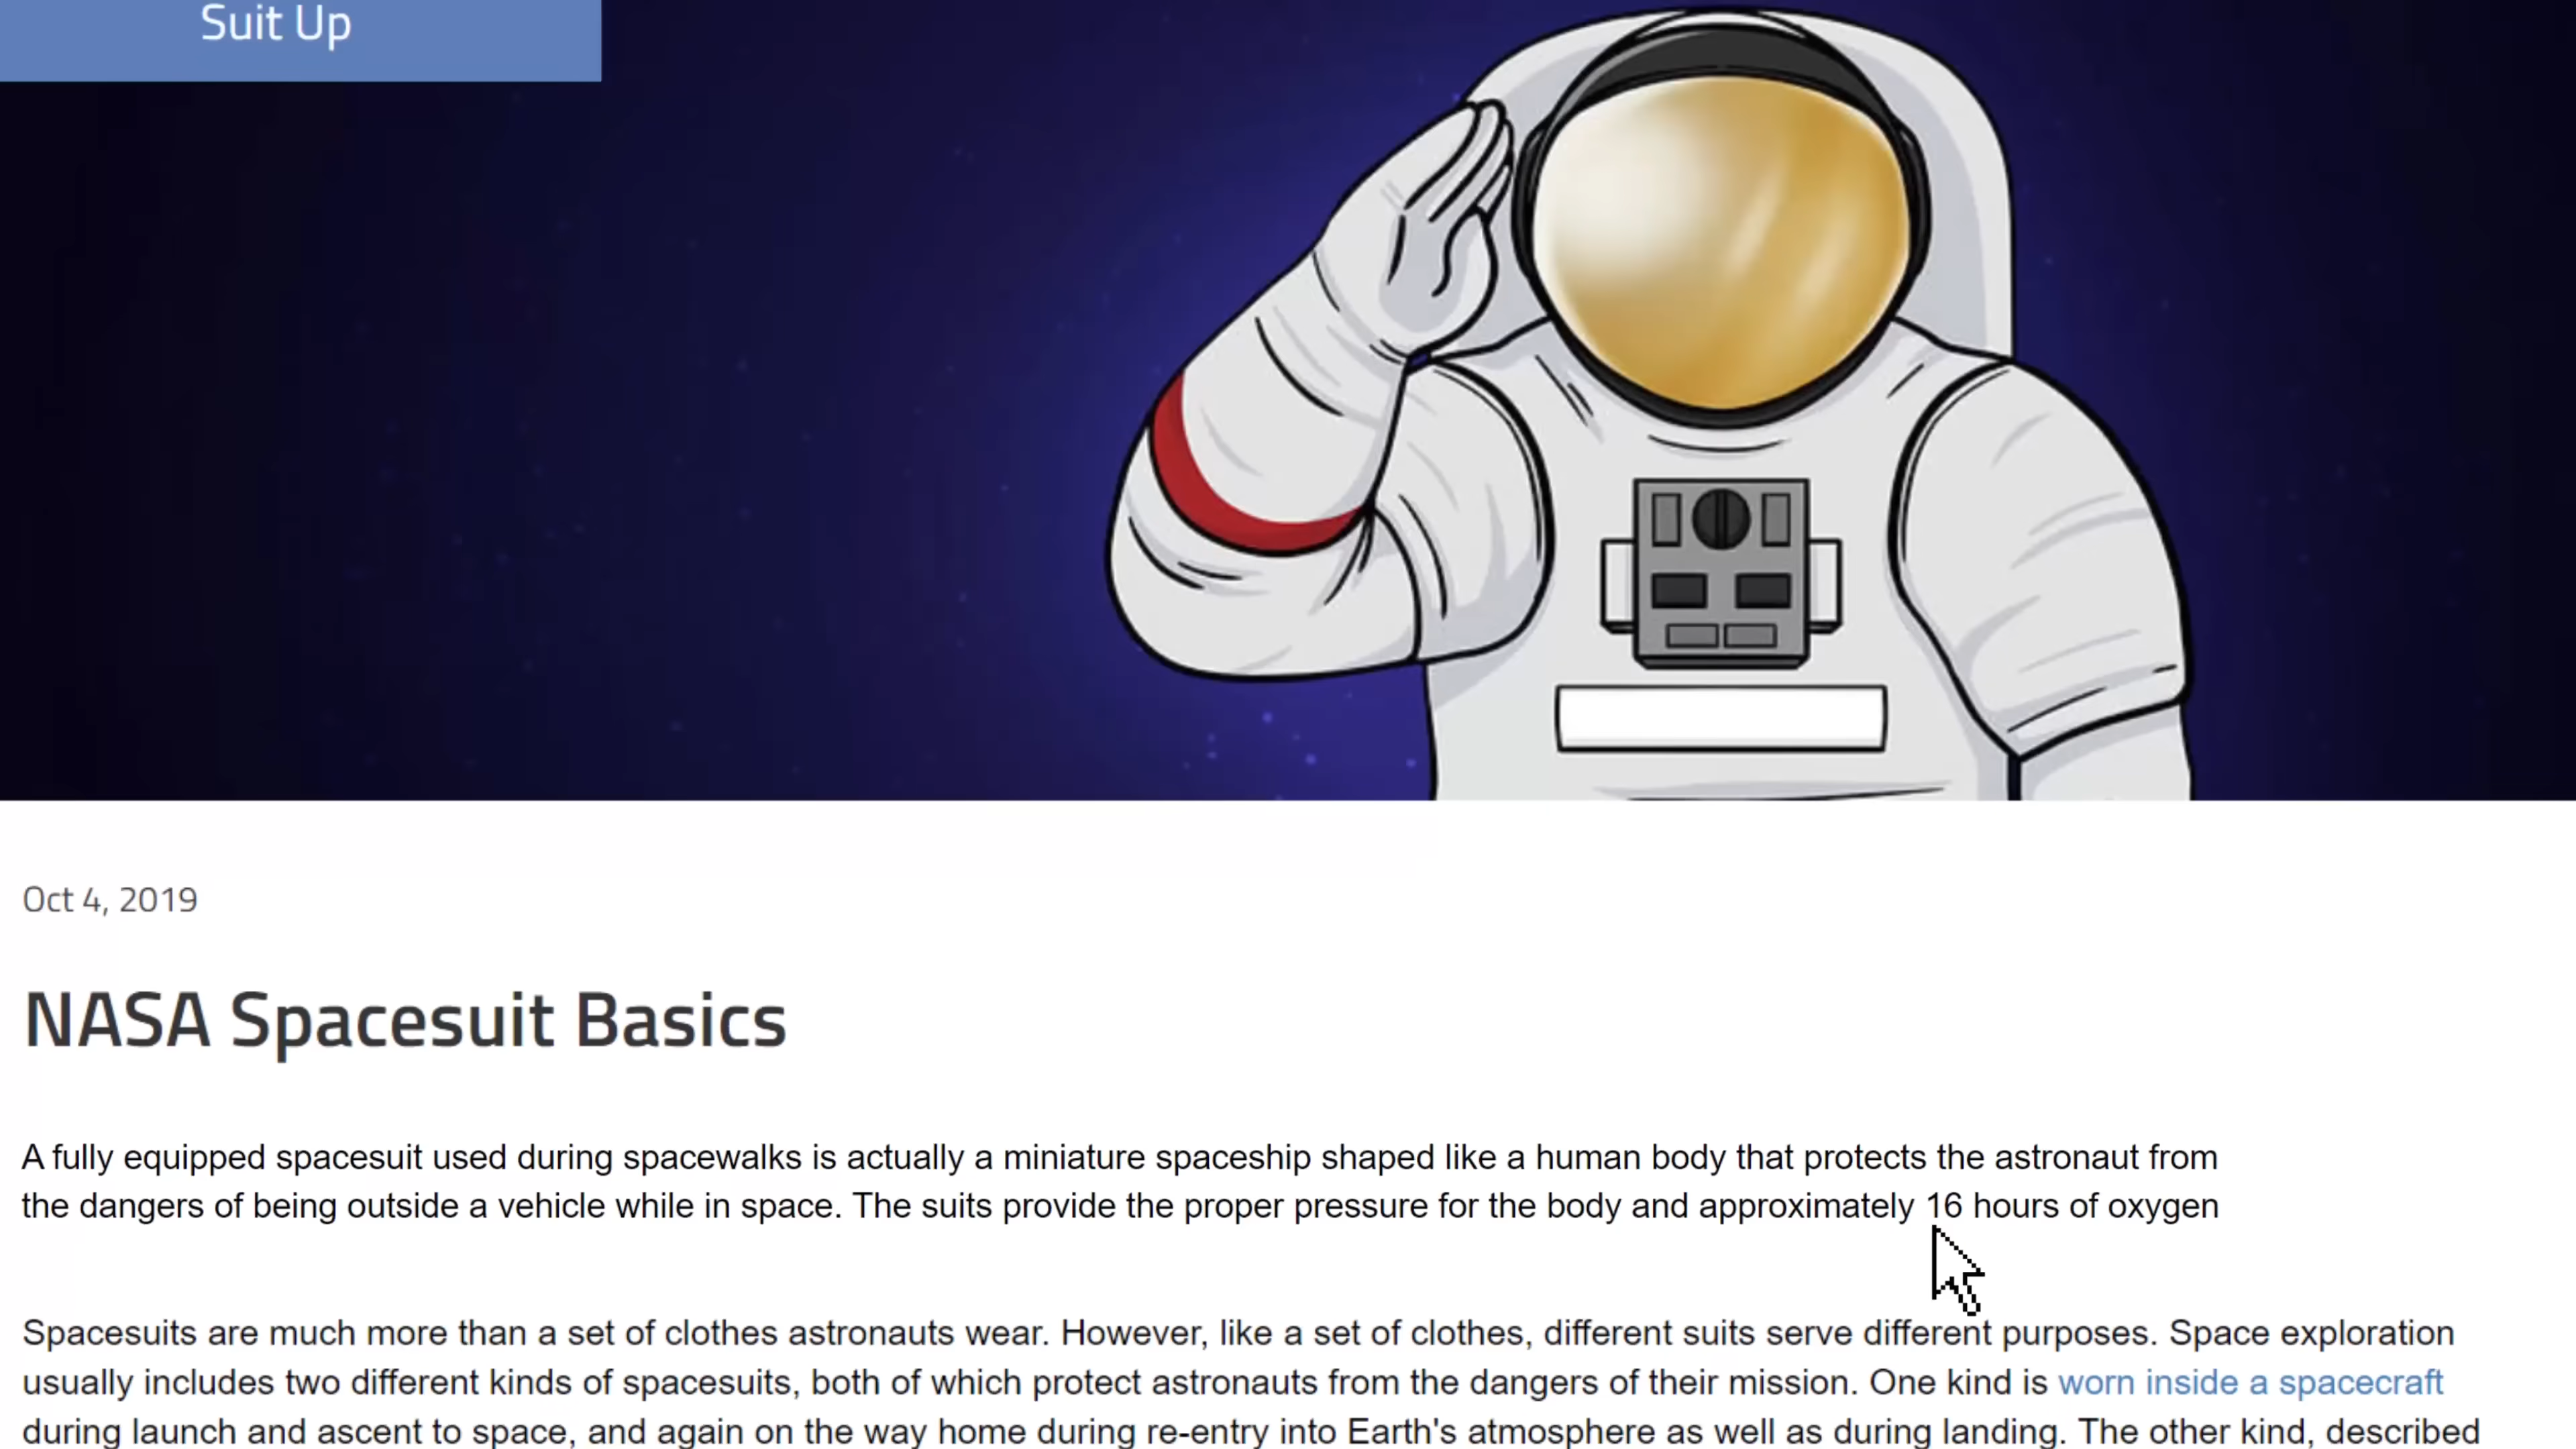 Suit Up
Oct 4, 2019
NASA Spacesuit Basics
A fully equipped spacesuit used during spacewalks is actually a miniature spaceship shaped like a human body that protects the astronaut from
the dangers of being outside a vehicle while in space. The suits provide the proper pressure for the body and approximately 16 hours of oxygen
Spacesuits are much more than a set of clothes astronauts wear. However, like a set of clothes, different suits serve different purposes. Space exploration
usually includes two different kinds of spacesuits, both of which protect astronauts from the dangers of their mission. One kind is worn inside a spacecraft
during launch and ascent to space, and again on the way home during re-entry into Earth's atmosphere as well as during landing. The other kind, described